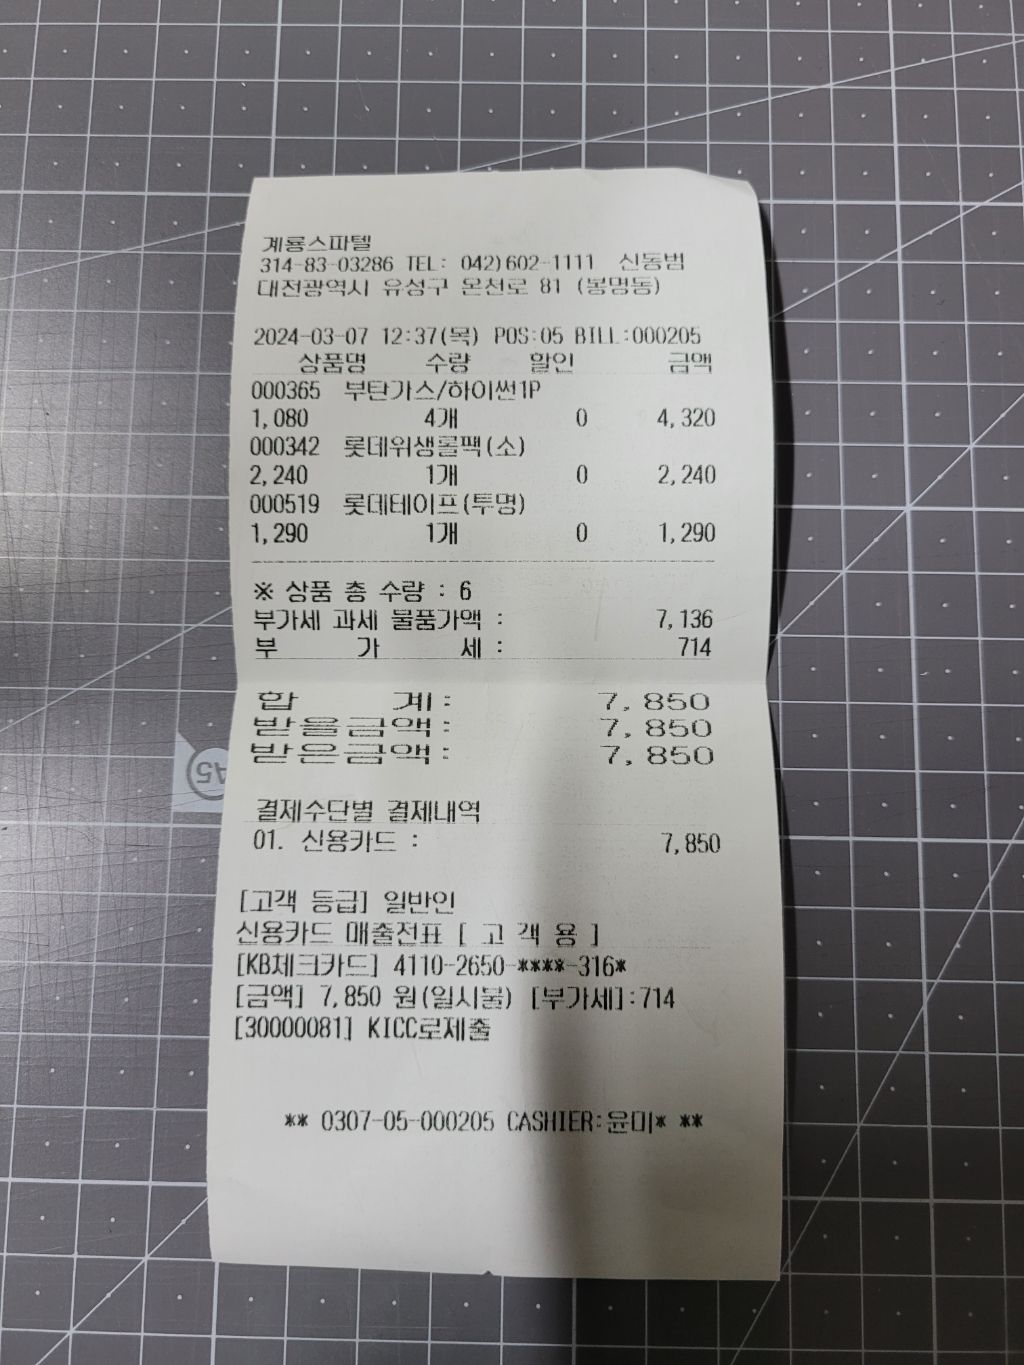 계룡스파텔
314-83-03286 TEL: 042)602-1111 신동범
대전광역시 유성구 온천로 81 (봉명동)
2024-03-07 12:37(목) POS:05 BILL:000205
상품명 수량 할인 금액
000365 부탄가스/하이썬1P
1,080 4개 0 4,320
000342 롯데위생롤팩(소)
2,240 1개 0 2,240
000519 롯데테이프(투명)
1,290 1개 0 1,290
※ 상품 총 수량 : 6
부가세 과세 물품가액 : 7,136
부 가 세 : 714
합 계: 7,850
받을금액: 7,850
받은금액: 7,850
결제수단별 결제내역
01. 신용카드 : 7,850
[고객 등급] 일반인
신용카드 매출전표 [ 고 객 용 ]
[KB체크카드] 4110-2650-****-316*
[금액] 7,850 원(일시불) [부가세]:714
[30000081] KICC로제출
** 0307-05-000205 CASHIER:윤미* **
A5